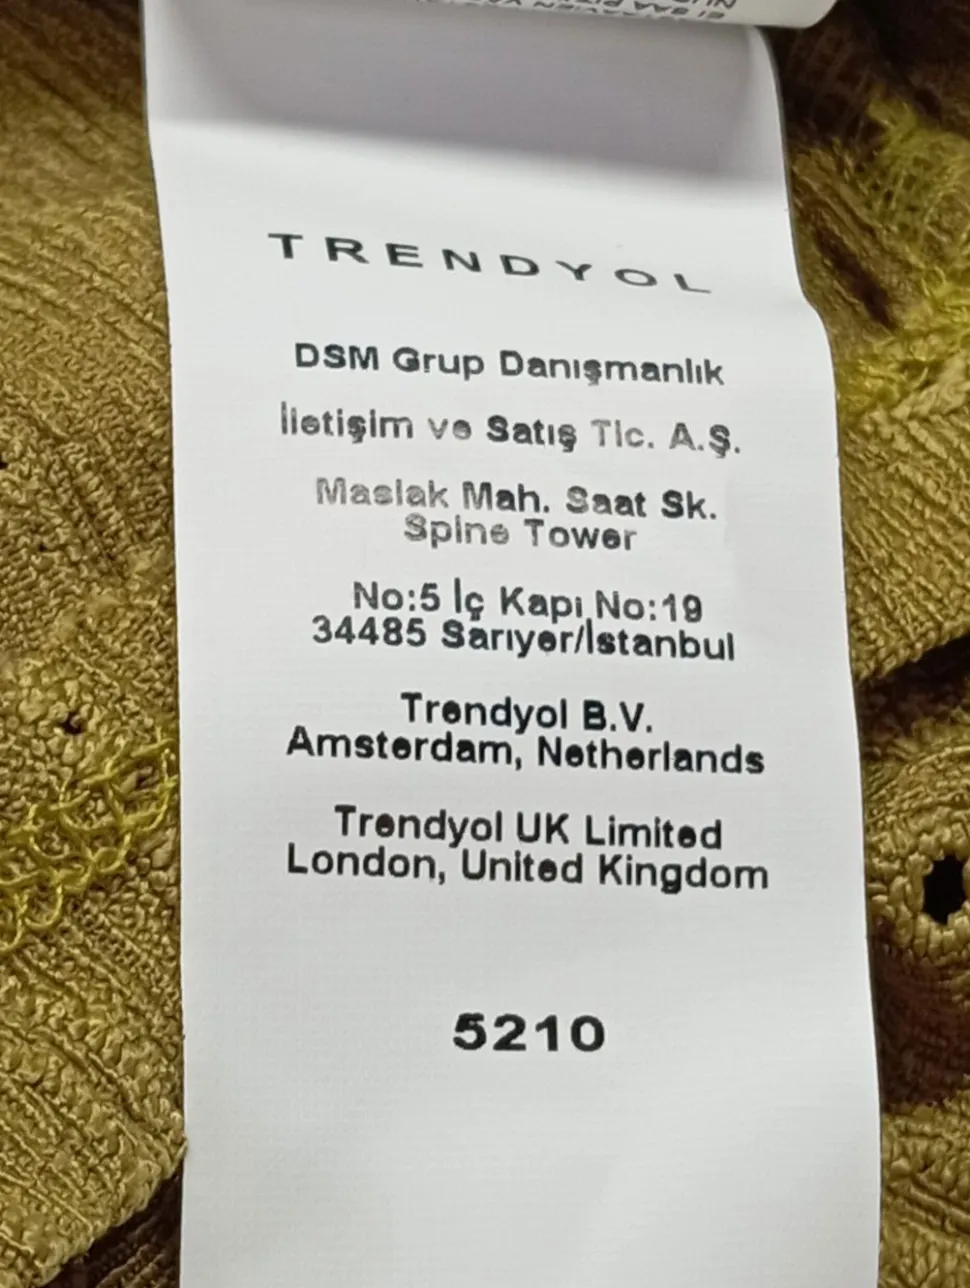 TRENDYOL
DSM Grup Danışmanlık
İletişim ve Satış Tic. A.Ş.
Maslak Mah. Saat Sk.
Spine Tower
No:5 İç Kapı No:19
34485 Sarıyer/İstanbul
Trendyol B.V.
Amsterdam, Netherlands
Trendyol UK Limited
London, United Kingdom
5210